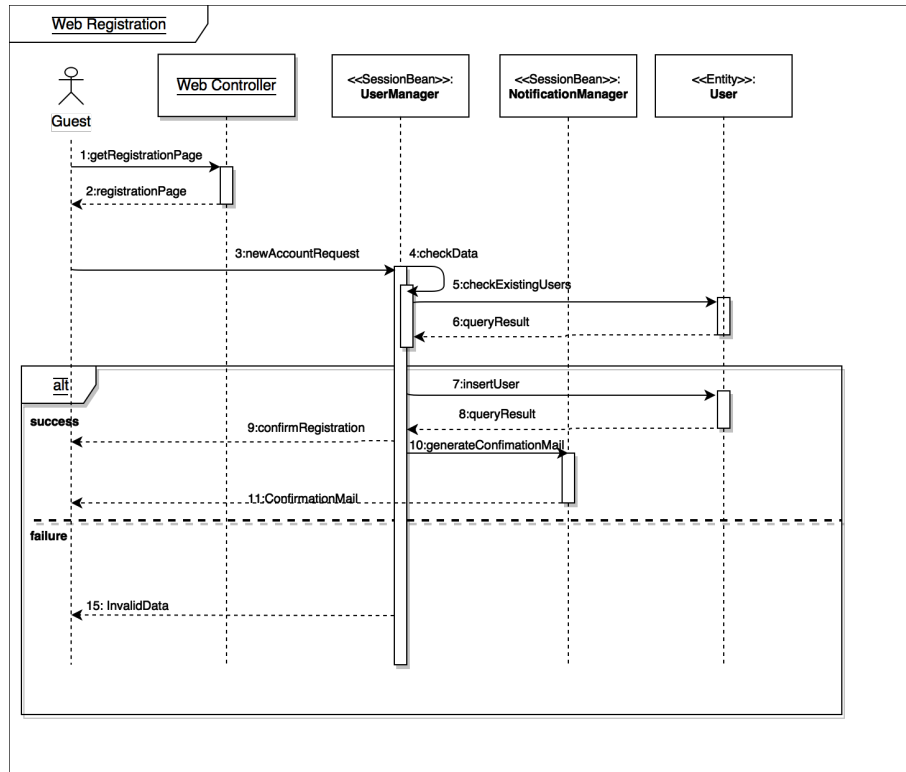 Web Registration
Guest
Web Controller
<<SessionBean>>:
UserManager
<<SessionBean>>:
NotificationManager
<<Entity>>:
User
1:getRegistrationPage
2:registrationPage
3:newAccountRequest
4:checkData
5:checkExistingUsers
6:queryResult
alt
7:insertUser
success
8:queryResult
9:confirmRegistration
10:generateConfimationMail
11:ConfirmationMail
failure
15: InvalidData